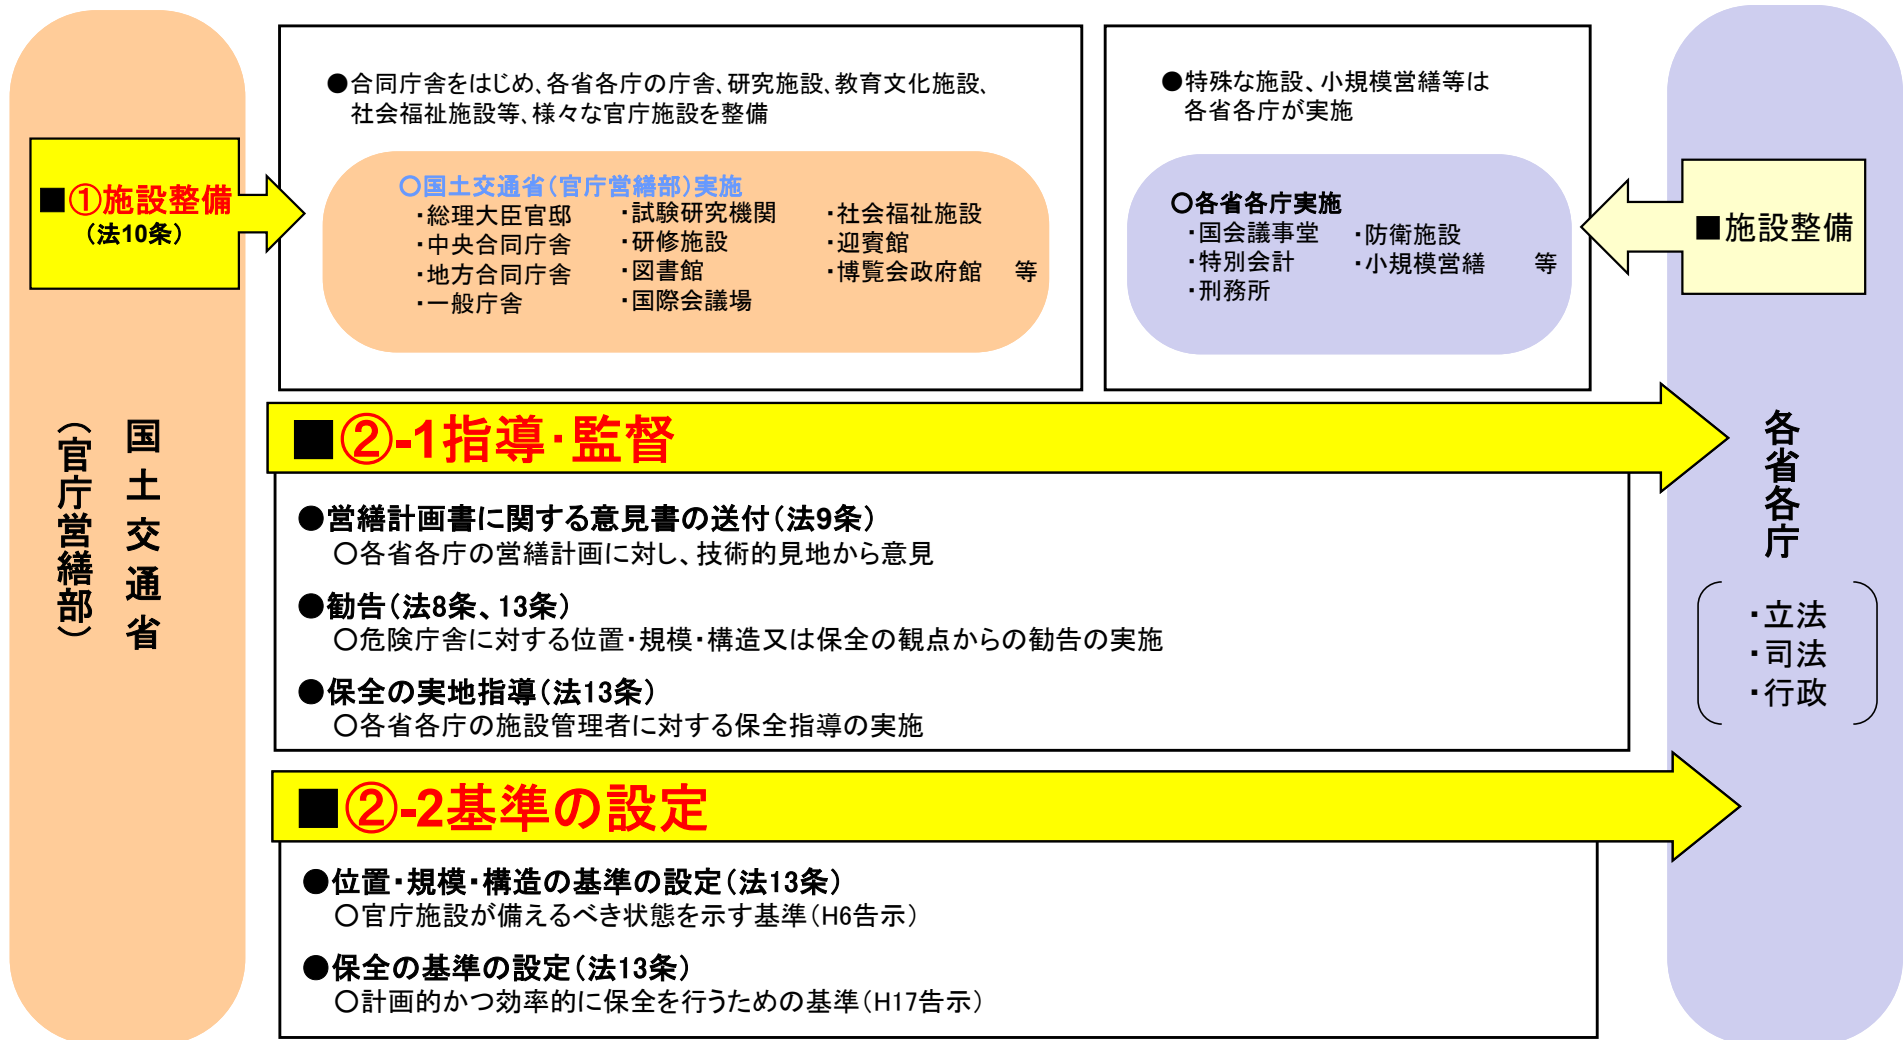 ●合同庁舎をはじめ、各省各庁の庁舎、研究施設、教育文化施設、
社会福祉施設等、様々な官庁施設を整備
●特殊な施設、小規模営繕等は
各省各庁が実施
■①施設整備
(法10条)
○国土交通省(官庁営繕部)実施
・総理大臣官邸
・中央合同庁舎
・地方合同庁舎
・一般庁舎
・試験研究機関
・研修施設
・図書館
・国際会議場
・社会福祉施設
・迎賓館
・博覧会政府館 等
○各省各庁実施
・国会議事堂
・特別会計
・刑務所
・防衛施設
・小規模営繕 等
■施設整備
国土交通省
(官庁営繕部)
■②-1指導・監督
●営繕計画書に関する意見書の送付(法9条)
○各省各庁の営繕計画に対し、技術的見地から意見
●勧告(法8条、13条)
○危険庁舎に対する位置・規模・構造又は保全の観点からの勧告の実施
●保全の実地指導(法13条)
○各省各庁の施設管理者に対する保全指導の実施
■②-2基準の設定
●位置・規模・構造の基準の設定(法13条)
○官庁施設が備えるべき状態を示す基準(H6告示)
●保全の基準の設定(法13条)
○計画的かつ効率的に保全を行うための基準(H17告示)
各省各庁
・立法
・司法
・行政